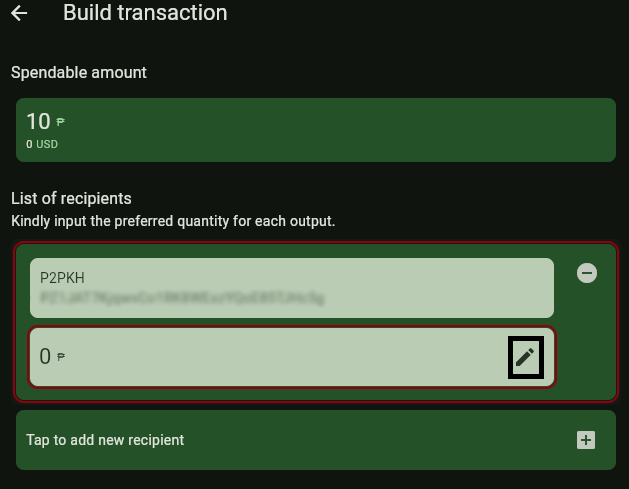 Build transaction
Spendable amount
10 ₱
0 USD
List of recipients
Kindly input the preferred quantity for each output.
P2PKH
0 ₱
Tap to add new recipient